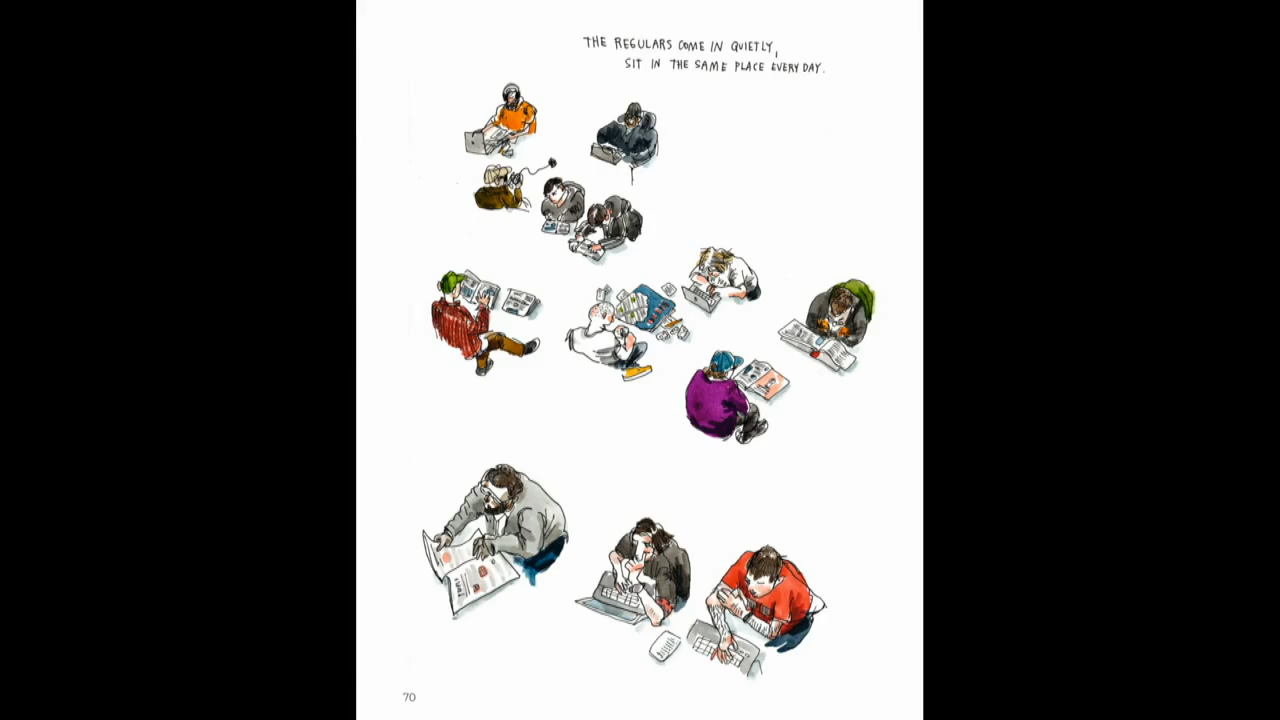 THE REGULARS COME IN QUIETLY,
SIT IN THE SAME PLACE EVERY DAY.
70